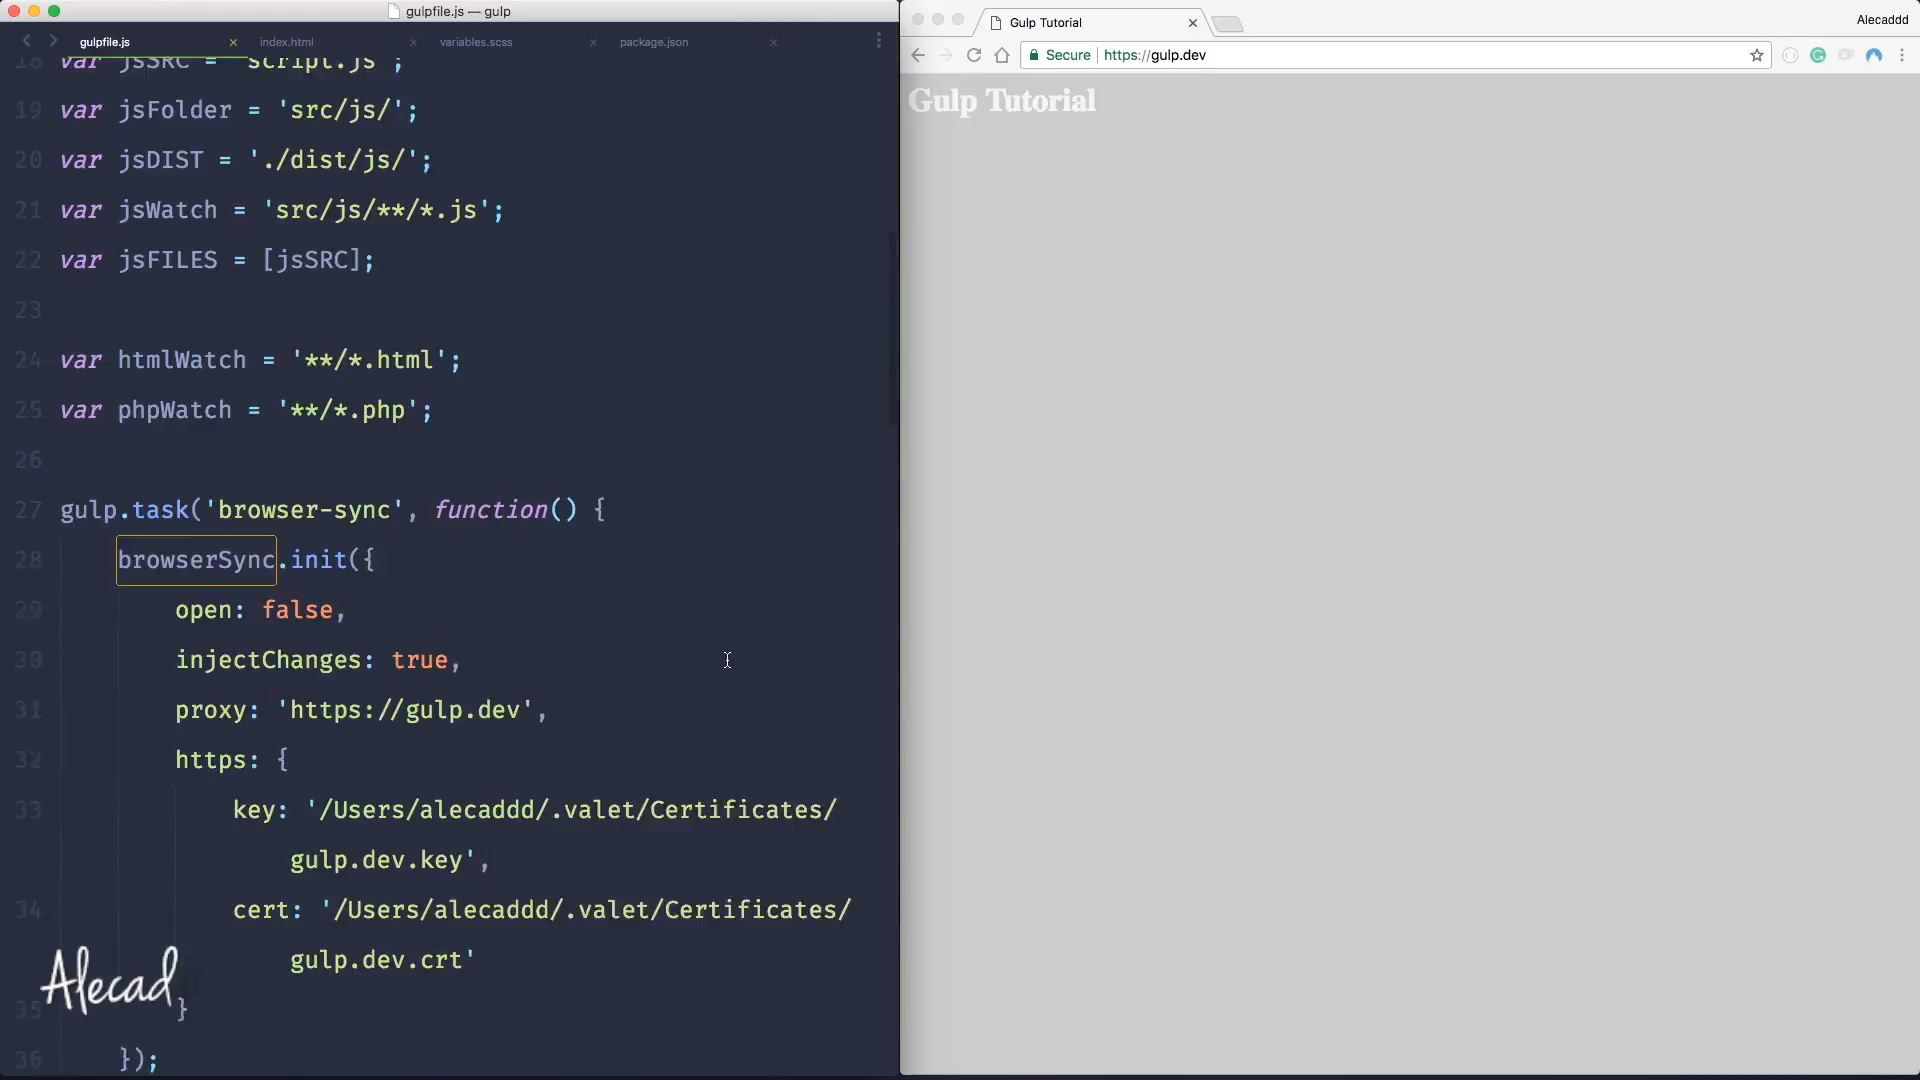 gulpfile.js — gulp
gulpfile.js index.html variables.scss package.json
18 var jsSRC = 'script.js';
19 var jsFolder = 'src/js/';
20 var jsDIST = './dist/js/';
21 var jsWatch = 'src/js/**/*.js';
22 var jsFILES = [jsSRC];
23
24 var htmlWatch = '**/*.html';
25 var phpWatch = '**/*.php';
26
27 gulp.task('browser-sync', function() {
28 browserSync.init({
29 open: false,
30 injectChanges: true,
31 proxy: 'https://gulp.dev',
32 https: {
33 key: '/Users/alecaddd/.valet/Certificates/
gulp.dev.key',
34 cert: '/Users/alecaddd/.valet/Certificates/
gulp.dev.crt'
35 }
36 });
Alecad
Gulp Tutorial
Alecaddd
Secure https://gulp.dev
Gulp Tutorial